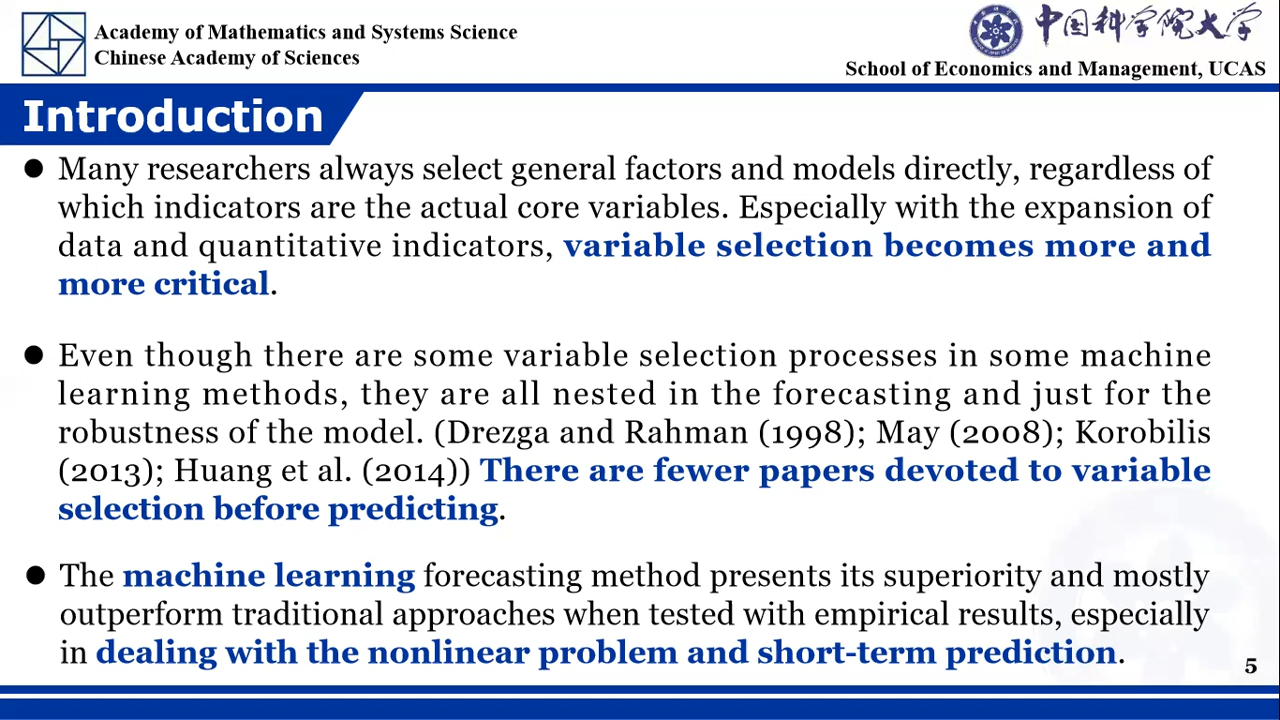 Academy of Mathematics and Systems Science
Chinese Academy of Sciences
中国科学院大学
School of Economics and Management, UCAS
Introduction
● Many researchers always select general factors and models directly, regardless of
which indicators are the actual core variables. Especially with the expansion of
data and quantitative indicators, variable selection becomes more and
more critical.
● Even though there are some variable selection processes in some machine
learning methods, they are all nested in the forecasting and just for the
robustness of the model. (Drezga and Rahman (1998); May (2008); Korobilis
(2013); Huang et al. (2014)) There are fewer papers devoted to variable
selection before predicting.
● The machine learning forecasting method presents its superiority and mostly
outperform traditional approaches when tested with empirical results, especially
in dealing with the nonlinear problem and short-term prediction.
5